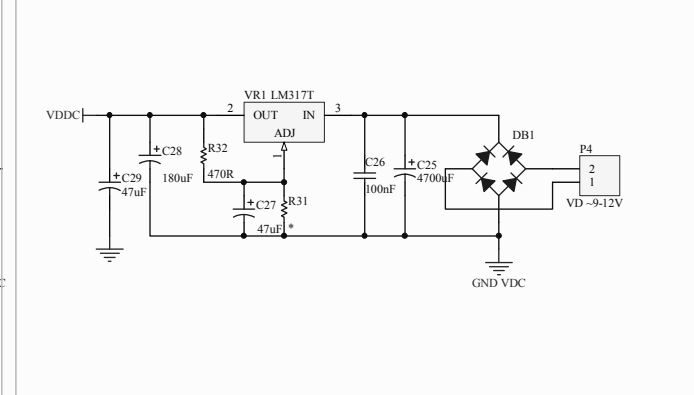 VR1 LM317T
VDDC
2
OUT
IN
3
ADJ
1
DB1
P4
C28
180uF
R32
470R
C29
47uF
C26
100nF
C25
4700uF
2
1
VD ~9-12V
C27
47uF
R31
*
GND VDC